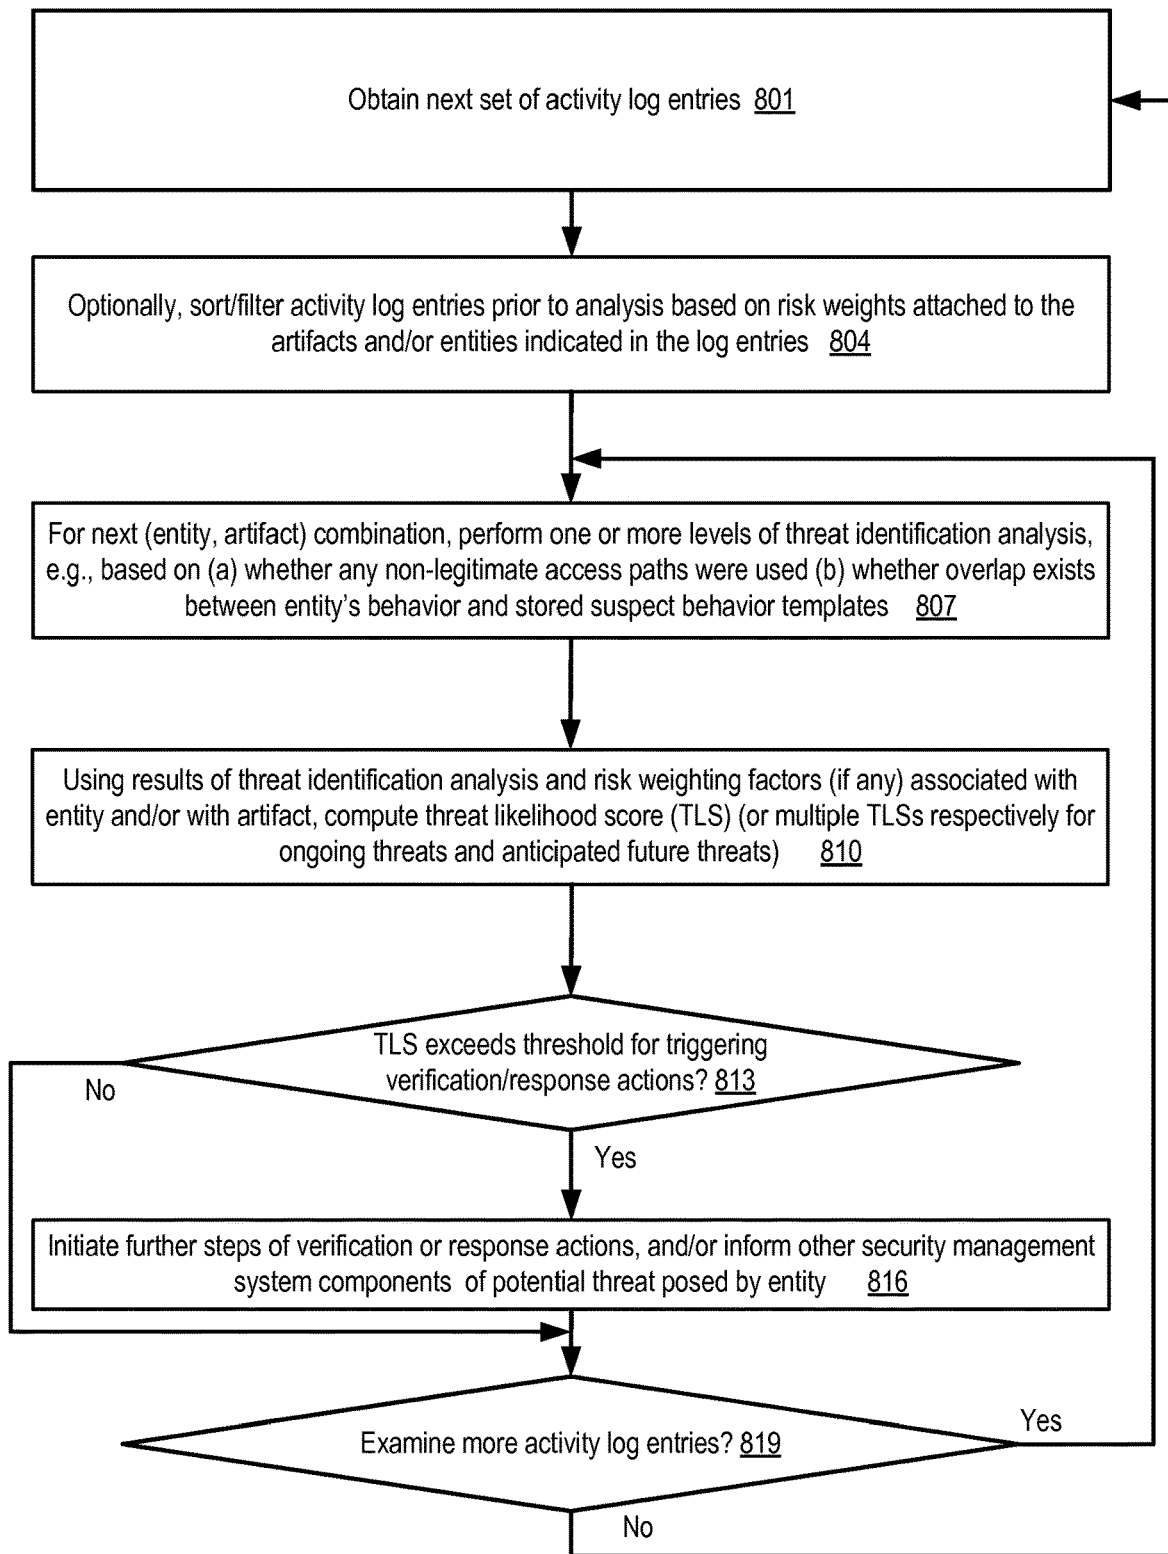 Obtain next set of activity log entries 801
Optionally, sort/filter activity log entries prior to analysis based on risk weights attached to the
artifacts and/or entities indicated in the log entries 804
For next (entity, artifact) combination, perform one or more levels of threat identification analysis,
e.g., based on (a) whether any non-legitimate access paths were used (b) whether overlap exists
between entity's behavior and stored suspect behavior templates 807
Using results of threat identification analysis and risk weighting factors (if any) associated with
entity and/or with artifact, compute threat likelihood score (TLS) (or multiple TLSs respectively for
ongoing threats and anticipated future threats) 810
TLS exceeds threshold for triggering
verification/response actions? 813
No
Yes
Initiate further steps of verification or response actions, and/or inform other security management
system components of potential threat posed by entity 816
Yes
Examine more activity log entries? 819
No